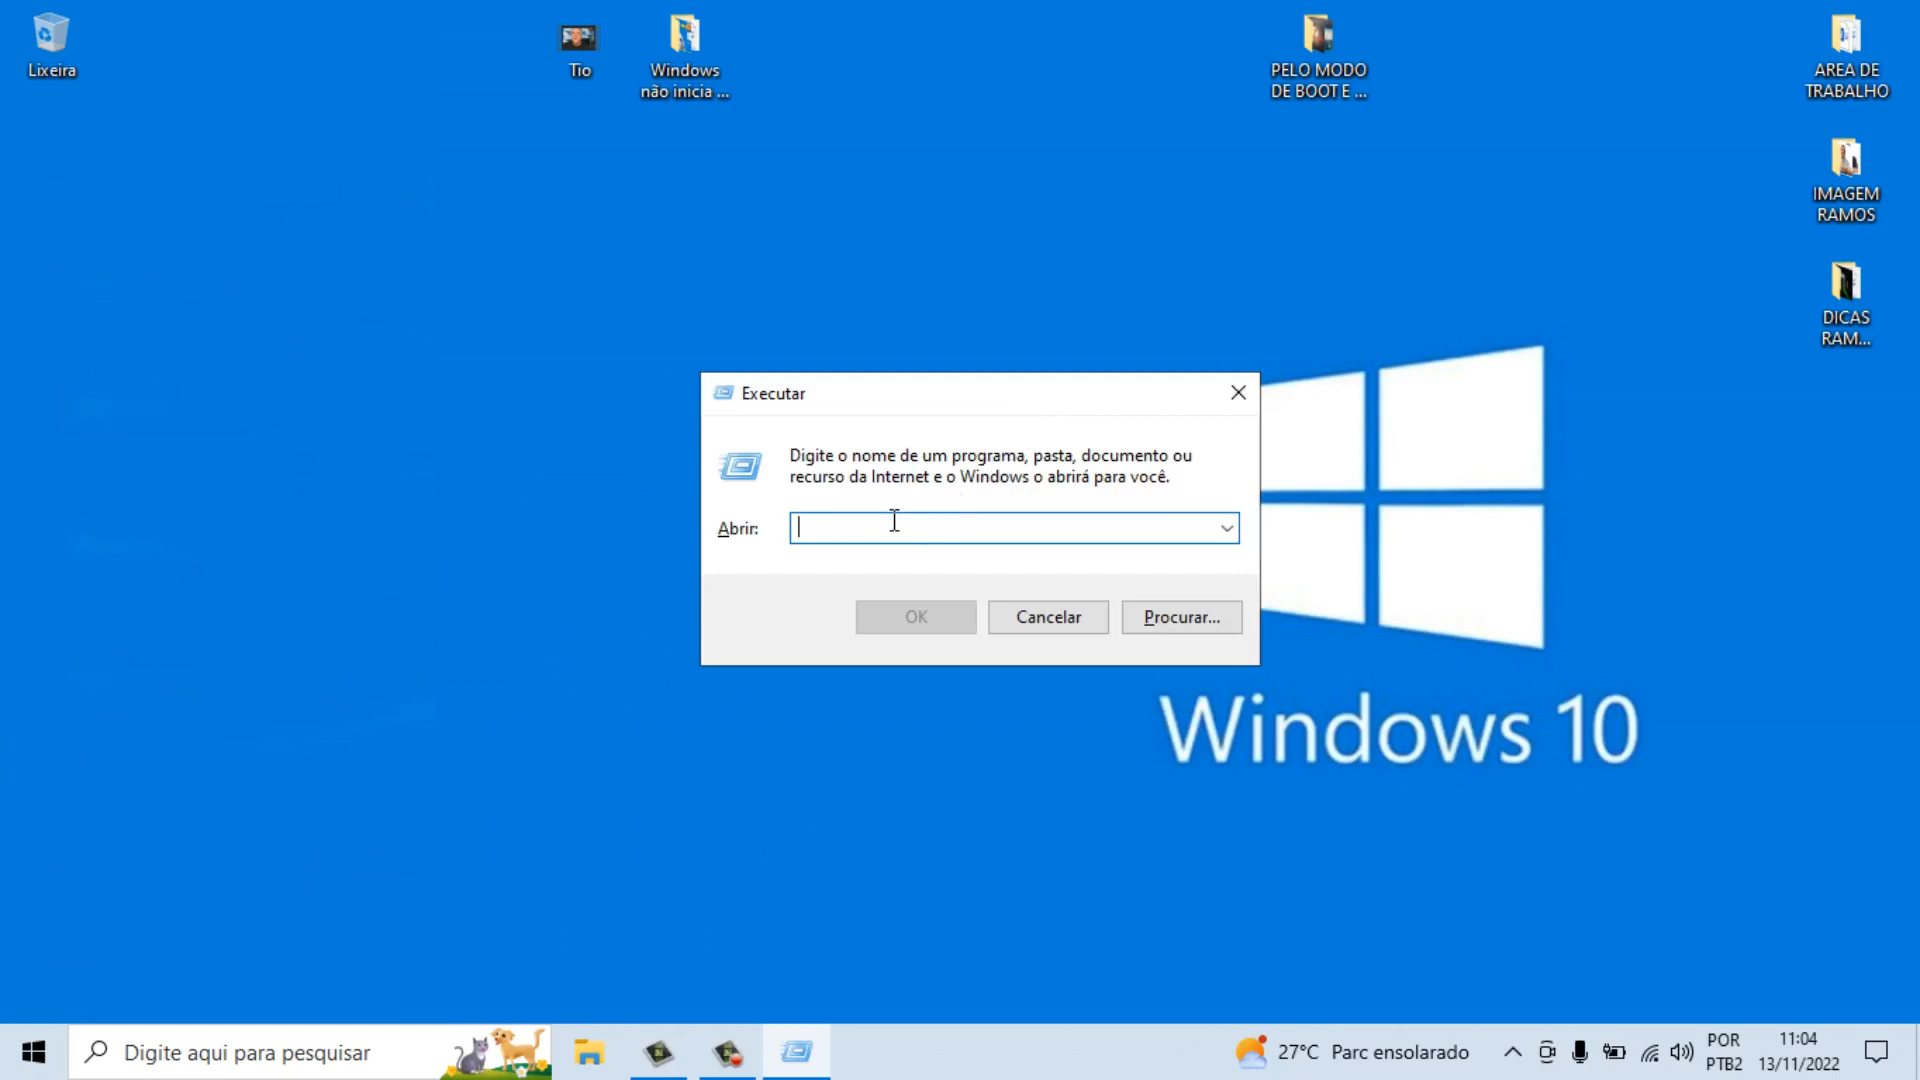 Lixeira
Tio
Windows
não inicia ...
PELO MODO
DE BOOT E ...
AREA DE
TRABALHO
IMAGEM
RAMOS
DICAS
RAM...
Executar
Digite o nome de um programa, pasta, documento ou
recurso da Internet e o Windows o abrirá para você.
Abrir:
OK
Cancelar
Procurar...
Windows 10
Digite aqui para pesquisar
27°C Parc ensolarado
POR
PTB2
11:04
13/11/2022